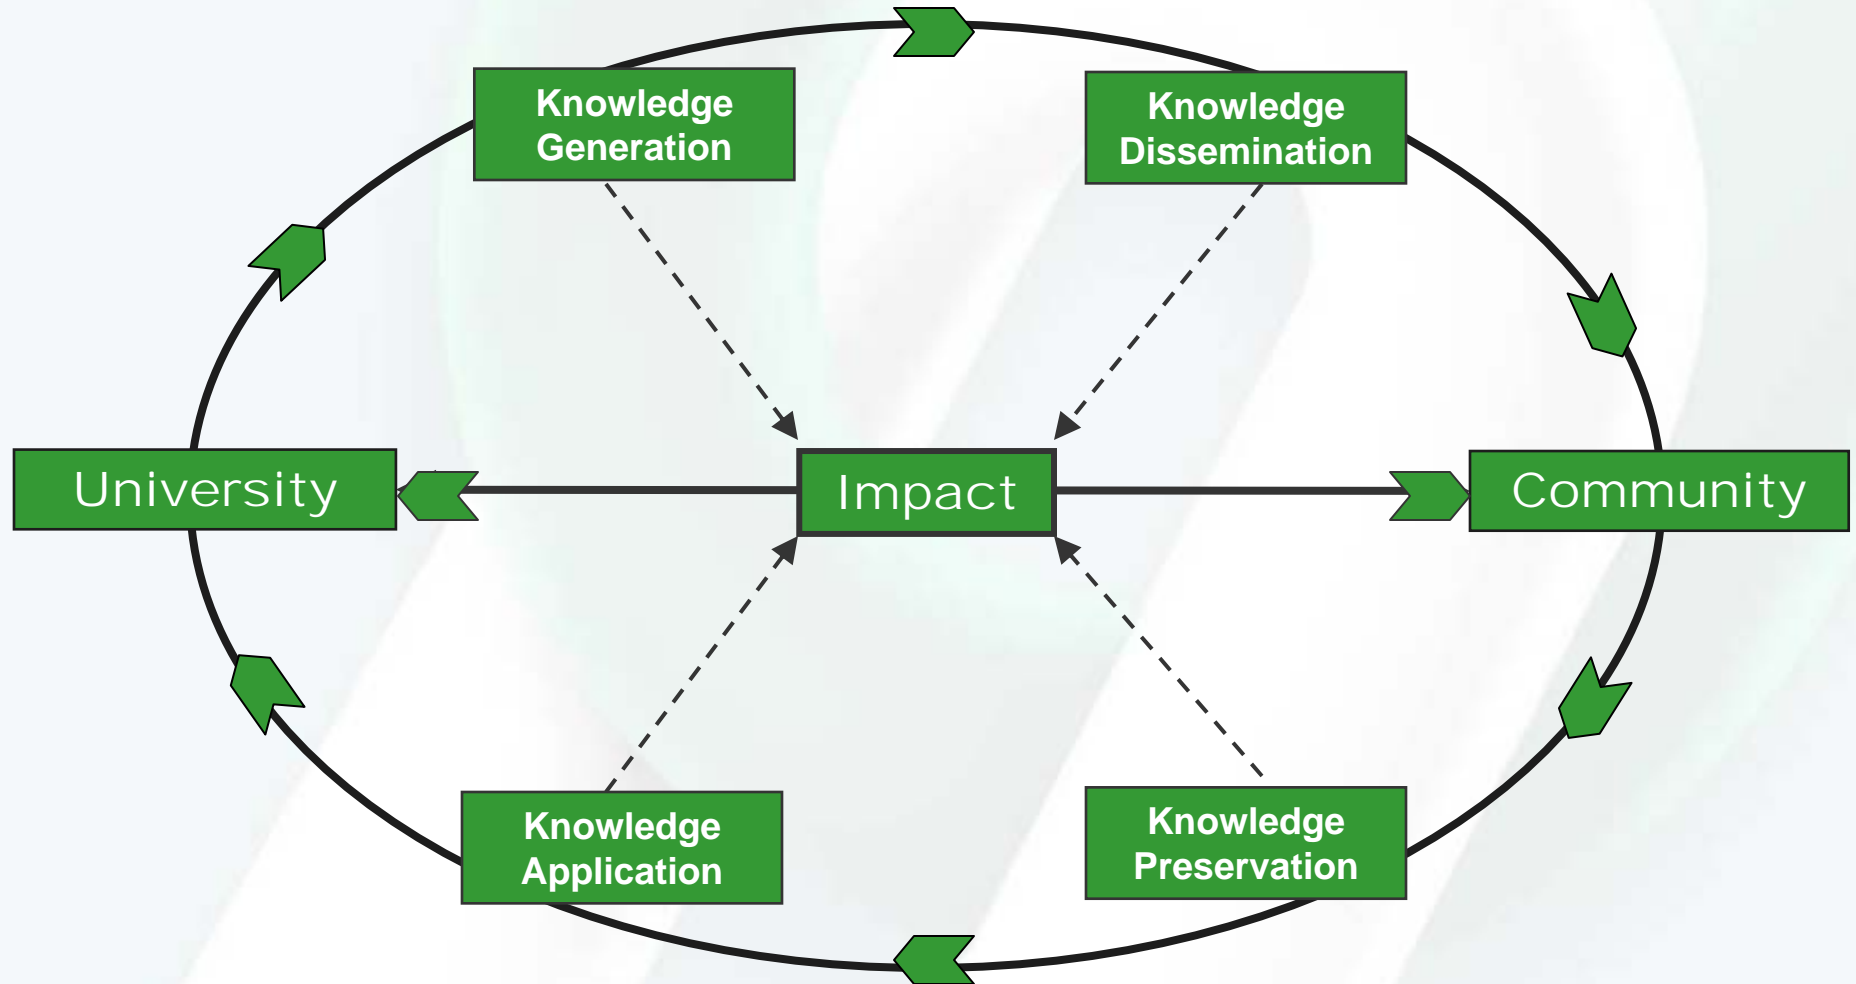 Knowledge
Generation
Knowledge
Dissemination
University
Impact
Community
Knowledge
Application
Knowledge
Preservation